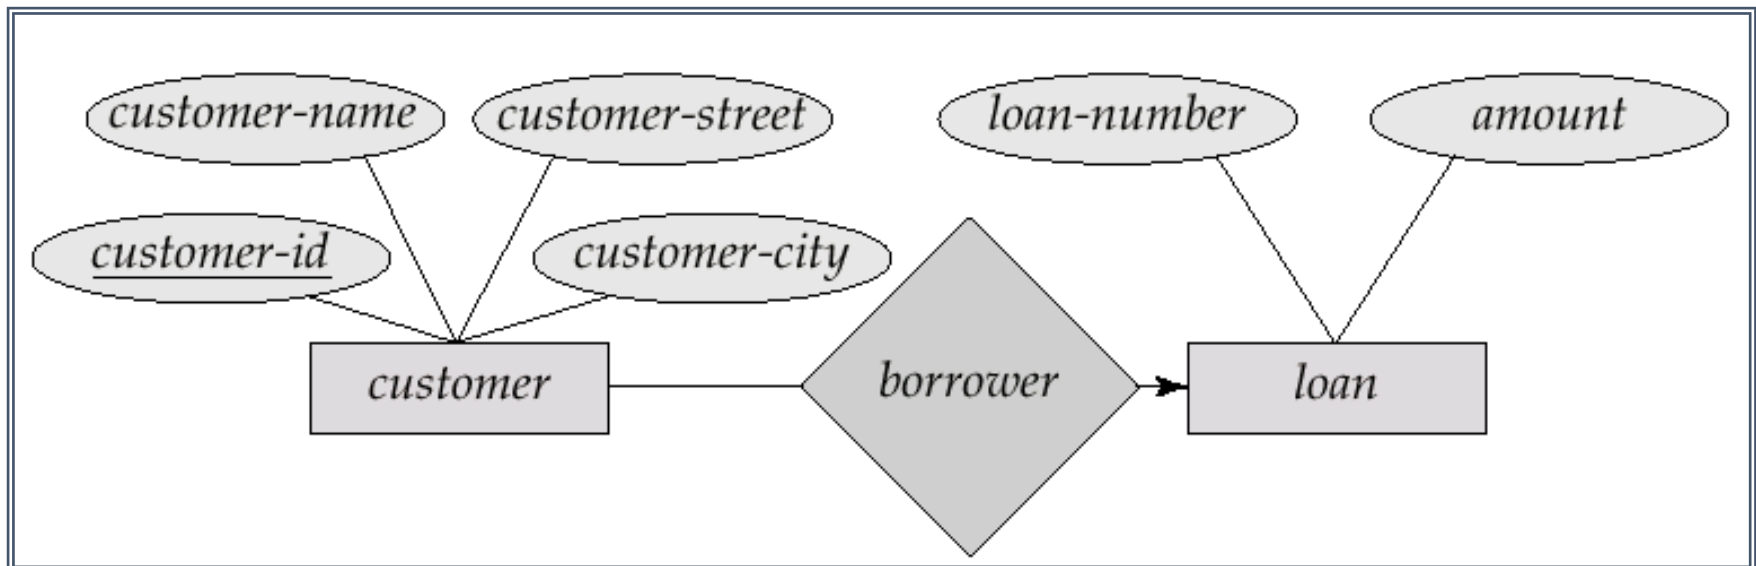 customer-name
customer-street
loan-number
amount
customer-id
customer-city
customer
borrower
loan